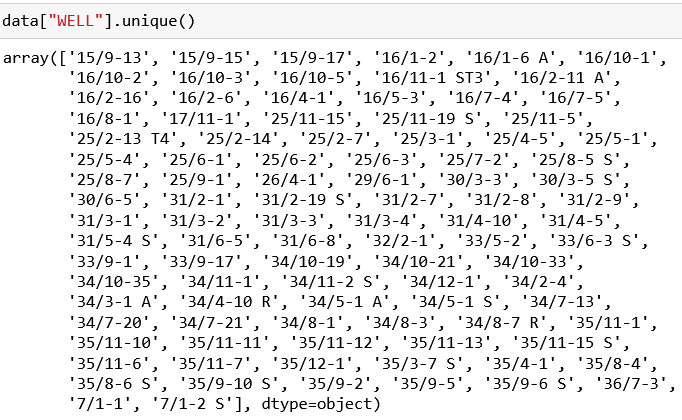 data["WELL"].unique()
array(['15/9-13', '15/9-15', '15/9-17', '16/1-2', '16/1-6 A', '16/10-1',
'16/10-2', '16/10-3', '16/10-5', '16/11-1 ST3', '16/2-11 A',
'16/2-16', '16/2-6', '16/4-1', '16/5-3', '16/7-4', '16/7-5',
'16/8-1', '17/11-1', '25/11-15', '25/11-19 S', '25/11-5',
'25/2-13 T4', '25/2-14', '25/2-7', '25/3-1', '25/4-5', '25/5-1',
'25/5-4', '25/6-1', '25/6-2', '25/6-3', '25/7-2', '25/8-5 S',
'25/8-7', '25/9-1', '26/4-1', '29/6-1', '30/3-3', '30/3-5 S',
'30/6-5', '31/2-1', '31/2-19 S', '31/2-7', '31/2-8', '31/2-9',
'31/3-1', '31/3-2', '31/3-3', '31/3-4', '31/4-10', '31/4-5',
'31/5-4 S', '31/6-5', '31/6-8', '32/2-1', '33/5-2', '33/6-3 S',
'33/9-1', '33/9-17', '34/10-19', '34/10-21', '34/10-33',
'34/10-35', '34/11-1', '34/11-2 S', '34/12-1', '34/2-4',
'34/3-1 A', '34/4-10 R', '34/5-1 A', '34/5-1 S', '34/7-13',
'34/7-20', '34/7-21', '34/8-1', '34/8-3', '34/8-7 R', '35/11-1',
'35/11-10', '35/11-11', '35/11-12', '35/11-13', '35/11-15 S',
'35/11-6', '35/11-7', '35/12-1', '35/3-7 S', '35/4-1', '35/8-4',
'35/8-6 S', '35/9-10 S', '35/9-2', '35/9-5', '35/9-6 S', '36/7-3',
'7/1-1', '7/1-2 S'], dtype=object)